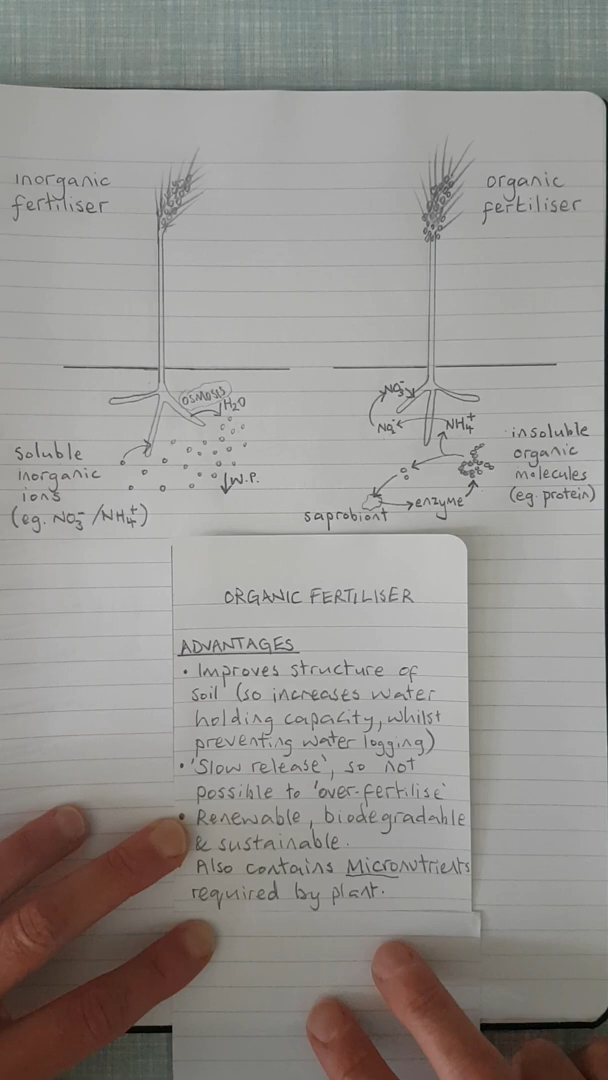 inorganic
fertiliser
organic
fertiliser
OSMOSIS
H₂O
↓W.P.
soluble
inorganic
ions
(eg. NO₃⁻/NH₄⁺)
NO₃⁻
NO₂⁻
NH₄⁺
insoluble
organic
molecules
(eg. protein)
enzyme
saprobiont
ORGANIC FERTILISER
ADVANTAGES
• Improves structure of
soil (so increases water
holding capacity, whilst
preventing water logging)
• 'Slow release', so not
possible to 'over-fertilise'
• Renewable, biodegradable
& sustainable.
• Also contains Micronutrients
required by plant.